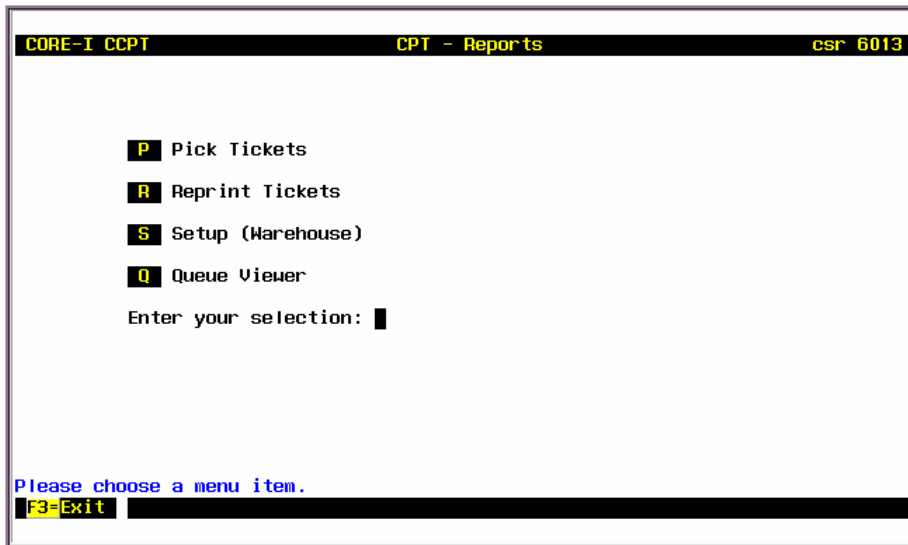 CORE-I CCPT CPT - Reports csr 6013
P Pick Tickets
R Reprint Tickets
S Setup (Warehouse)
Q Queue Viewer
Enter your selection:
Please choose a menu item.
F3=Exit